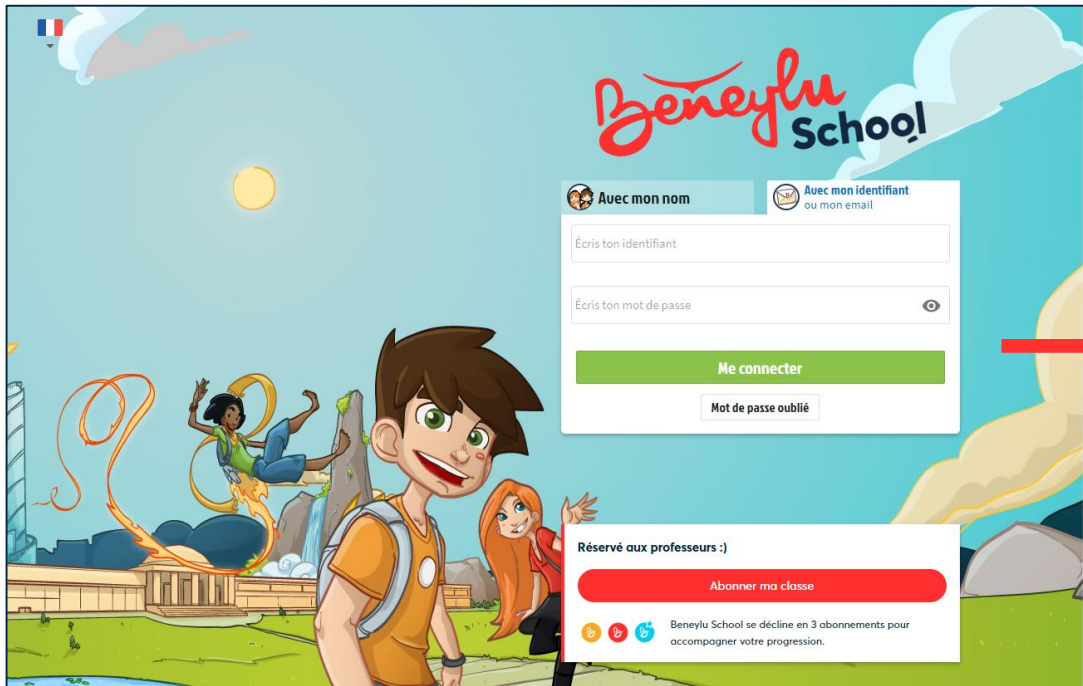 Beneylu
School
Avec mon nom
Avec mon identifiant
ou mon email
Écris ton identifiant
Écris ton mot de passe
Me connecter
Mot de passe oublié
Réservé aux professeurs :)
Abonner ma classe
Beneylu School se décline en 3 abonnements pour
accompagner votre progression.